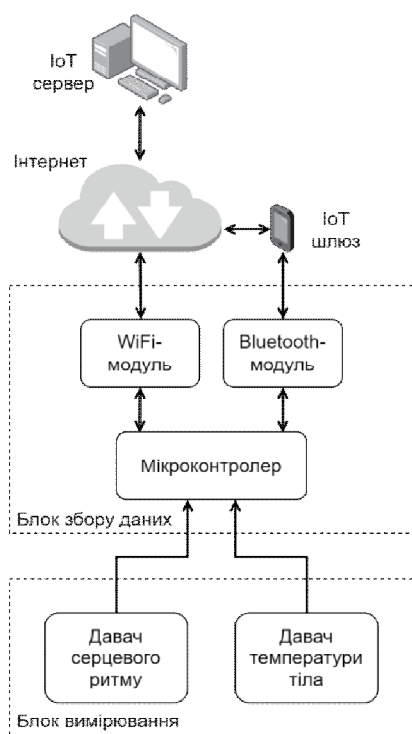 IoT
сервер
Інтернет
IoT
шлюз
WiFi-
модуль
Bluetooth-
модуль
Мікроконтролер
Блок збору даних
Давач
серцевого
ритму
Давач
температури
тіла
Блок вимірювання